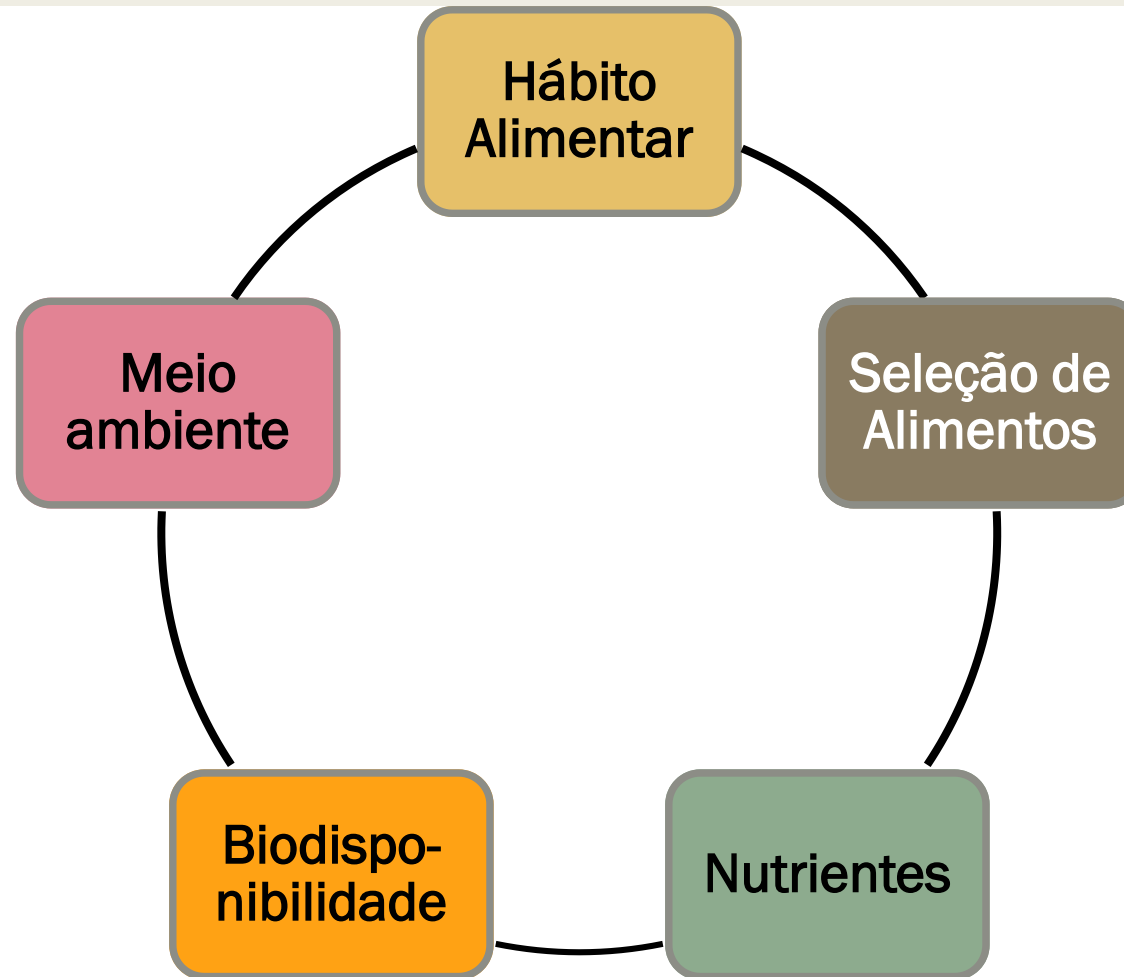 Hábito
Alimentar
Seleção de
Alimentos
Nutrientes
Biodispo-
nibilidade
Meio
ambiente